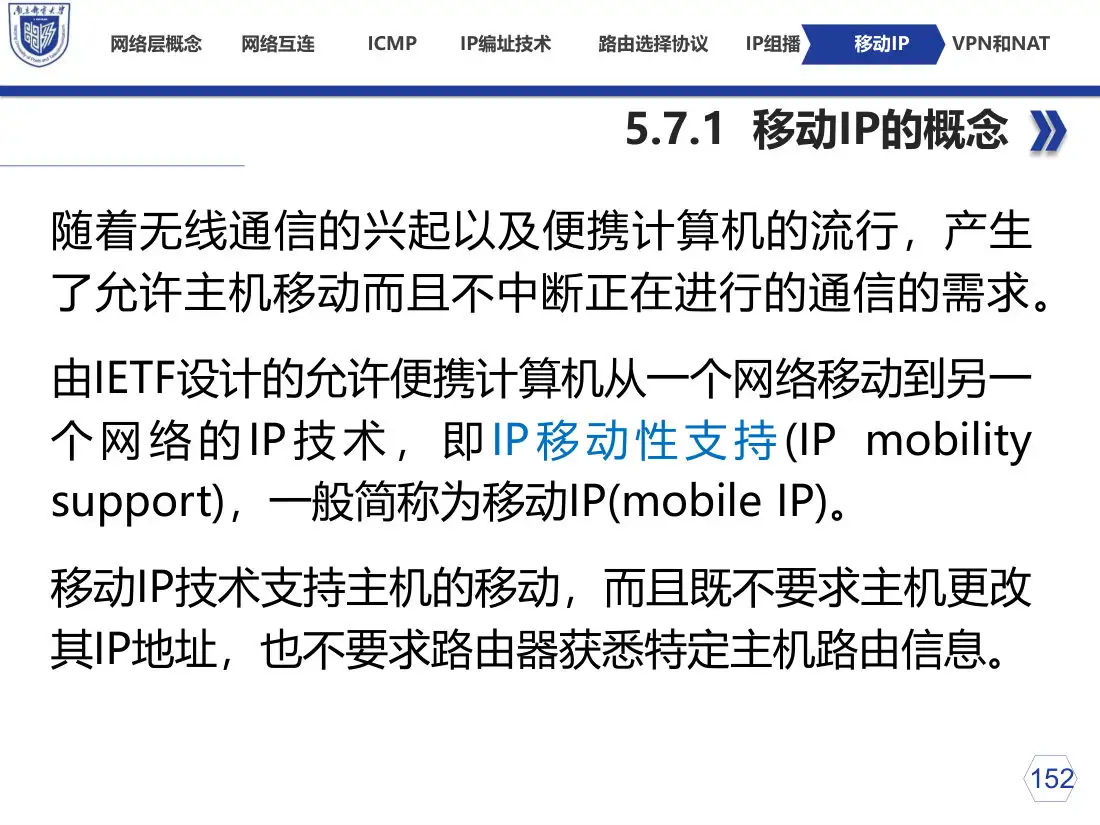 网络层概念 网络互连 ICMP IP编址技术 路由选择协议 IP组播 移动IP VPN和NAT
5.7.1 移动IP的概念
随着无线通信的兴起以及便携计算机的流行，产生
了允许主机移动而且不中断正在进行的通信的需求。
由IETF设计的允许便携计算机从一个网络移动到另一
个网络的IP技术，即IP移动性支持(IP mobility
support)，一般简称为移动IP(mobile IP)。
移动IP技术支持主机的移动，而且既不要求主机更改
其IP地址，也不要求路由器获悉特定主机路由信息。
152